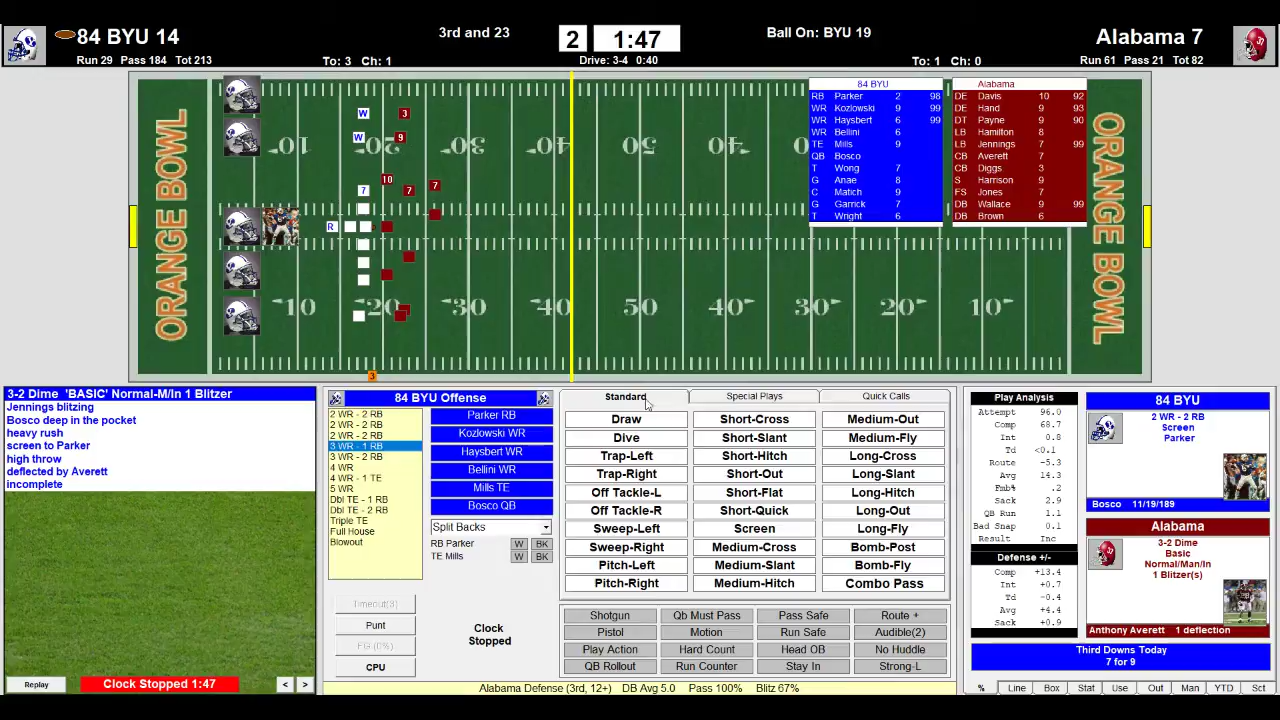 84 BYU 14
Run 29 Pass 184 Tot 213
3rd and 23
2 1:47
Drive: 3-4 0:40
To: 3 Ch: 1
Ball On: BYU 19
To: 1 Ch: 0
Alabama 7
Run 61 Pass 21 Tot 82
ORANGE BOWL
10 20 30 40 50 40 30 20 10
ORANGE BOWL
W 3
W 9
10
7 7 7
R
3
84 BYU
RB Parker 2 98
WR Kozlowski 9 99
WR Haysbert 6 99
WR Bellini 6
TE Mills 9
QB Bosco
T Wong 7
G Anae 8
C Matich 9
G Garrick 7
T Wright 6
Alabama
DE Davis 10 92
DE Hand 9 93
DT Payne 9 90
LB Hamilton 8
LB Jennings 7 99
CB Averett 7
CB Diggs 3
S Harrison 9
FS Jones 7
DB Wallace 9 99
DB Brown 6
3-2 Dime 'BASIC' Normal-M/In 1 Blitzer
Jennings blitzing
Bosco deep in the pocket
heavy rush
screen to Parker
high throw
deflected by Averett
incomplete
Replay
Clock Stopped 1:47
< >
84 BYU Offense
2 WR - 2 RB
2 WR - 2 RB
2 WR - 2 RB
3 WR - 1 RB
3 WR - 2 RB
4 WR
4 WR - 1 TE
5 WR
Dbl TE - 1 RB
Dbl TE - 2 RB
Triple TE
Full House
Blowout
Parker RB
Kozlowski WR
Haysbert WR
Bellini WR
Mills TE
Bosco QB
Split Backs
RB Parker W BK
TE Mills W BK
Timeout(3)
Punt
FG (0%)
CPU
Clock
Stopped
Standard Special Plays Quick Calls
Draw Short-Cross Medium-Out
Dive Short-Slant Medium-Fly
Trap-Left Short-Hitch Long-Cross
Trap-Right Short-Out Long-Slant
Off Tackle-L Short-Flat Long-Hitch
Off Tackle-R Short-Quick Long-Out
Sweep-Left Screen Long-Fly
Sweep-Right Medium-Cross Bomb-Post
Pitch-Left Medium-Slant Bomb-Fly
Pitch-Right Medium-Hitch Combo Pass
Shotgun Qb Must Pass Pass Safe Route +
Pistol Motion Run Safe Audible(2)
Play Action Hard Count Head OB No Huddle
QB Rollout Run Counter Stay In Strong-L
Alabama Defense (3rd, 12+) DB Avg 5.0 Pass 100% Blitz 67%
Play Analysis
Attempt 96.0
Comp 68.7
Int 0.8
Td <0.1
Route -5.3
Avg 14.3
Fmb% .2
Sack 2.9
QB Run 1.1
Bad Snap 0.1
Result Inc
Defense +/-
Comp +13.4
Int +0.7
Td -0.4
Avg +4.4
Sack +0.9
84 BYU
2 WR - 2 RB
Screen
Parker
Bosco 11/19/189
Alabama
3-2 Dime
Basic
Normal/Man/In
1 Blitzer(s)
Anthony Averett 1 deflection
Third Downs Today
7 for 9
% Line Box Stat Use Out Man YTD Sct